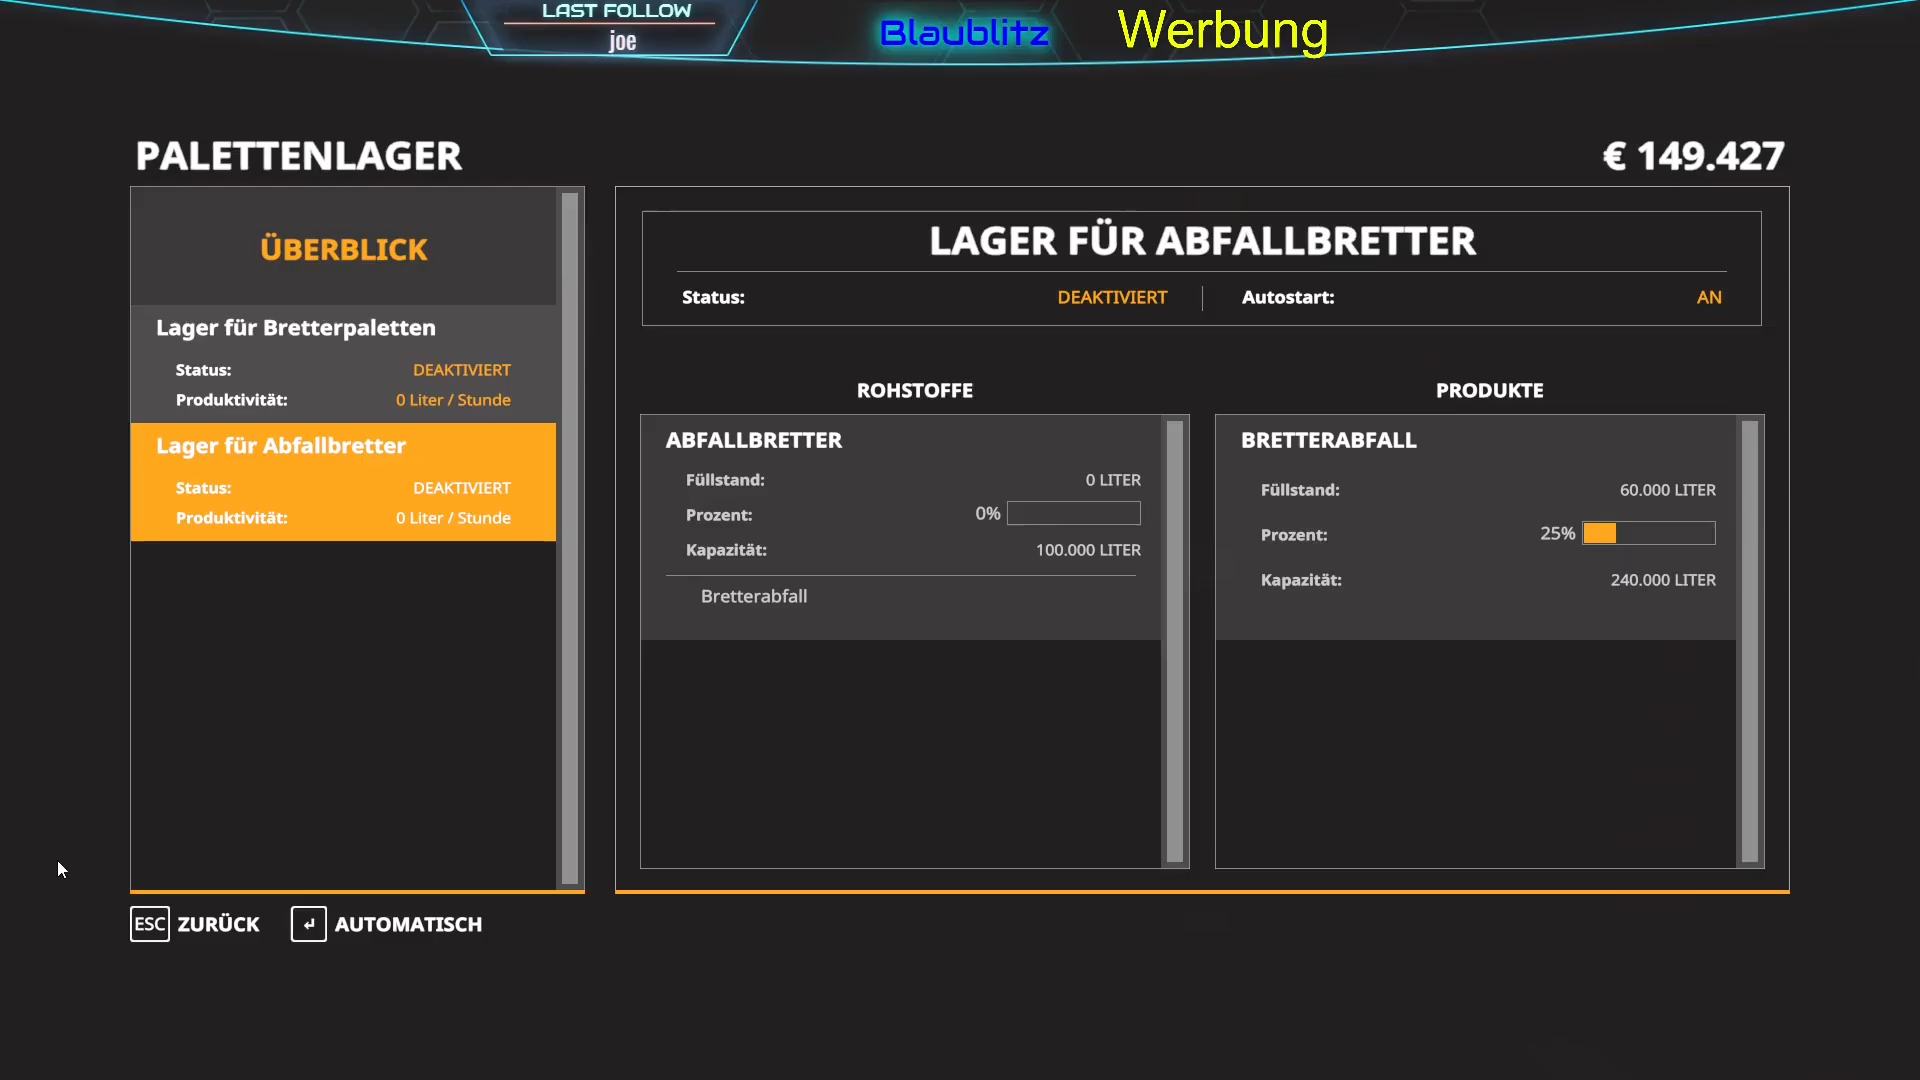 LAST FOLLOW
joe
Blaublitz
Werbung
PALETTENLAGER
€ 149.427
ÜBERBLICK
Lager für Bretterpaletten
Status: DEAKTIVIERT
Produktivität: 0 Liter / Stunde
Lager für Abfallbretter
Status: DEAKTIVIERT
Produktivität: 0 Liter / Stunde
LAGER FÜR ABFALLBRETTER
Status: DEAKTIVIERT
Autostart: AN
ROHSTOFFE
ABFALLBRETTER
Füllstand: 0 LITER
Prozent: 0%
Kapazität: 100.000 LITER
Bretterabfall
PRODUKTE
BRETTERABFALL
Füllstand: 60.000 LITER
Prozent: 25%
Kapazität: 240.000 LITER
ESC ZURÜCK
↵ AUTOMATISCH